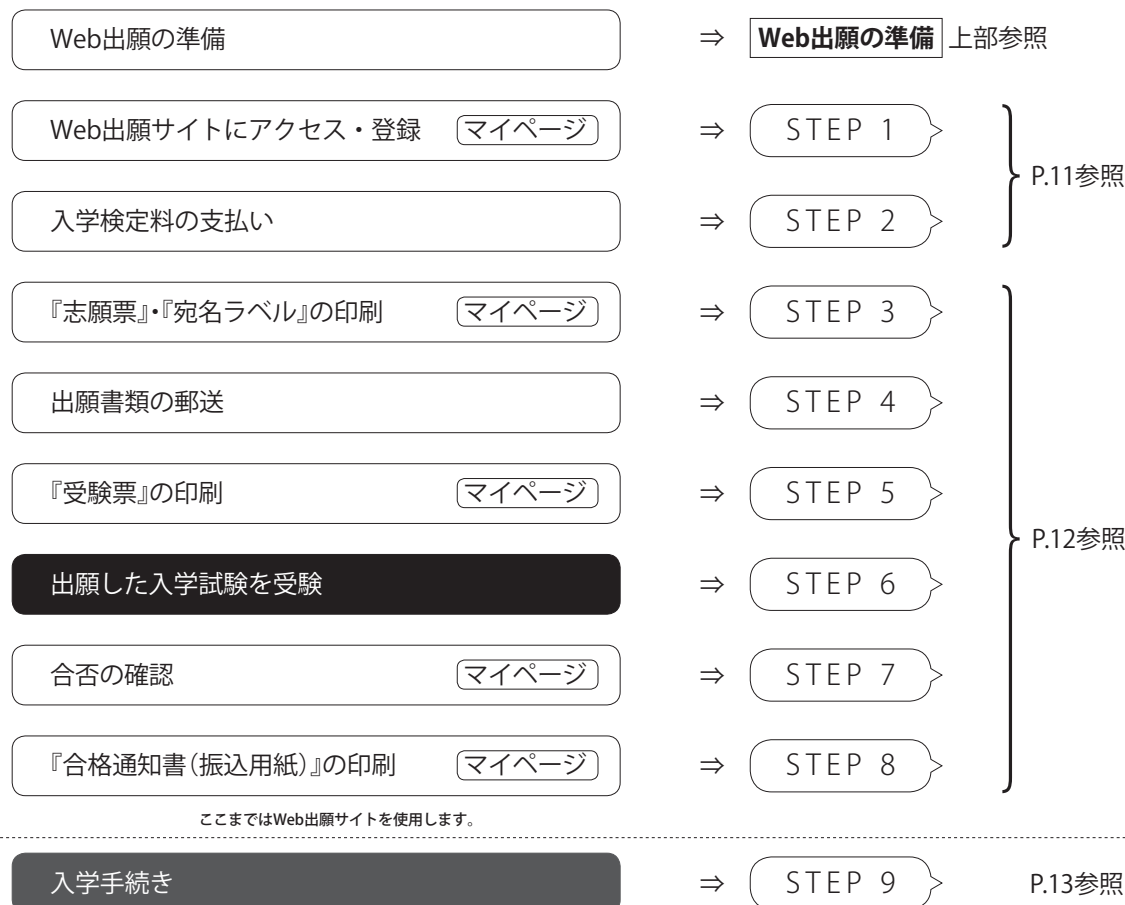 Web出願の準備 ⇒ Web出願の準備 上部参照
Web出願サイトにアクセス・登録 マイページ ⇒ STEP 1
P.11参照
入学検定料の支払い ⇒ STEP 2
『志願票』・『宛名ラベル』の印刷 マイページ ⇒ STEP 3
出願書類の郵送 ⇒ STEP 4
『受験票』の印刷 マイページ ⇒ STEP 5
P.12参照
出願した入学試験を受験 ⇒ STEP 6
合否の確認 マイページ ⇒ STEP 7
『合格通知書(振込用紙)』の印刷 マイページ ⇒ STEP 8
ここまではWeb出願サイトを使用します。
入学手続き ⇒ STEP 9 P.13参照